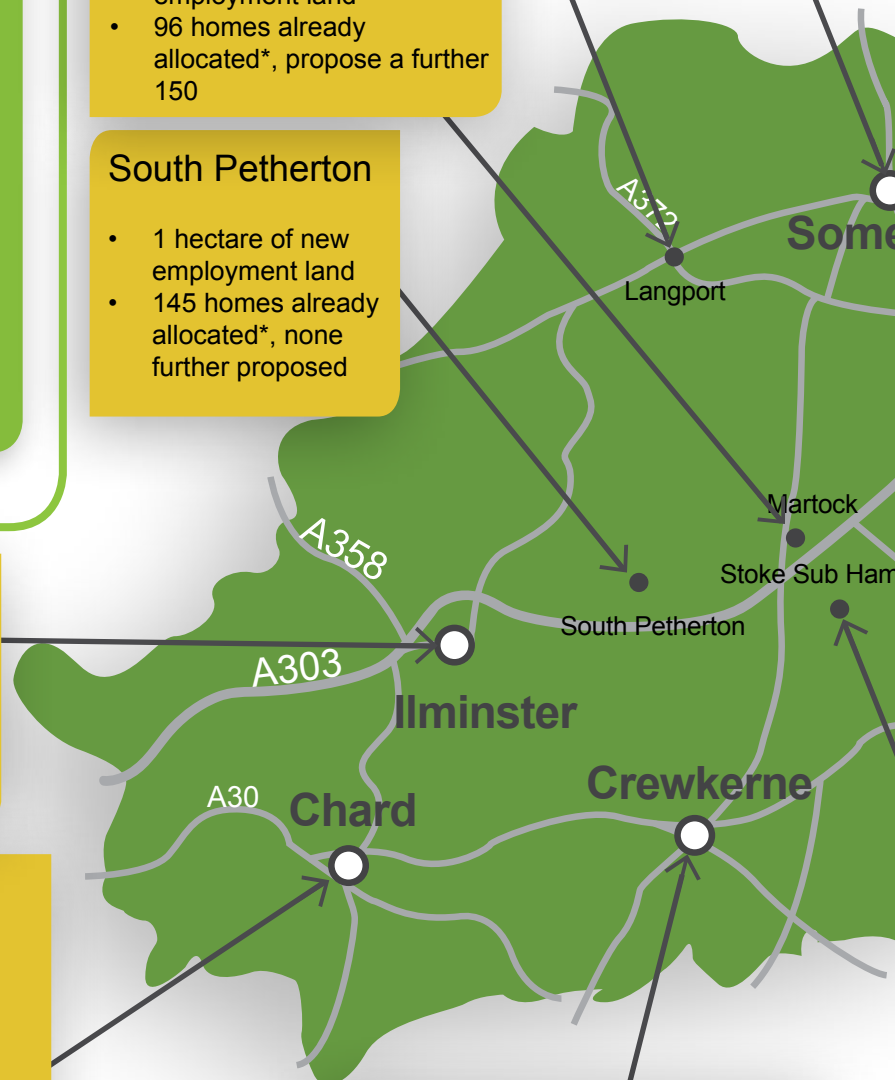 • 96 homes already
allocated*, propose a further
150
South Petherton
• 1 hectare of new
employment land
• 145 homes already
allocated*, none
further proposed
A372
Langport
Martock
Stoke Sub
South Petherton
A358
A303
Ilminster
A30
Chard
Crewkerne